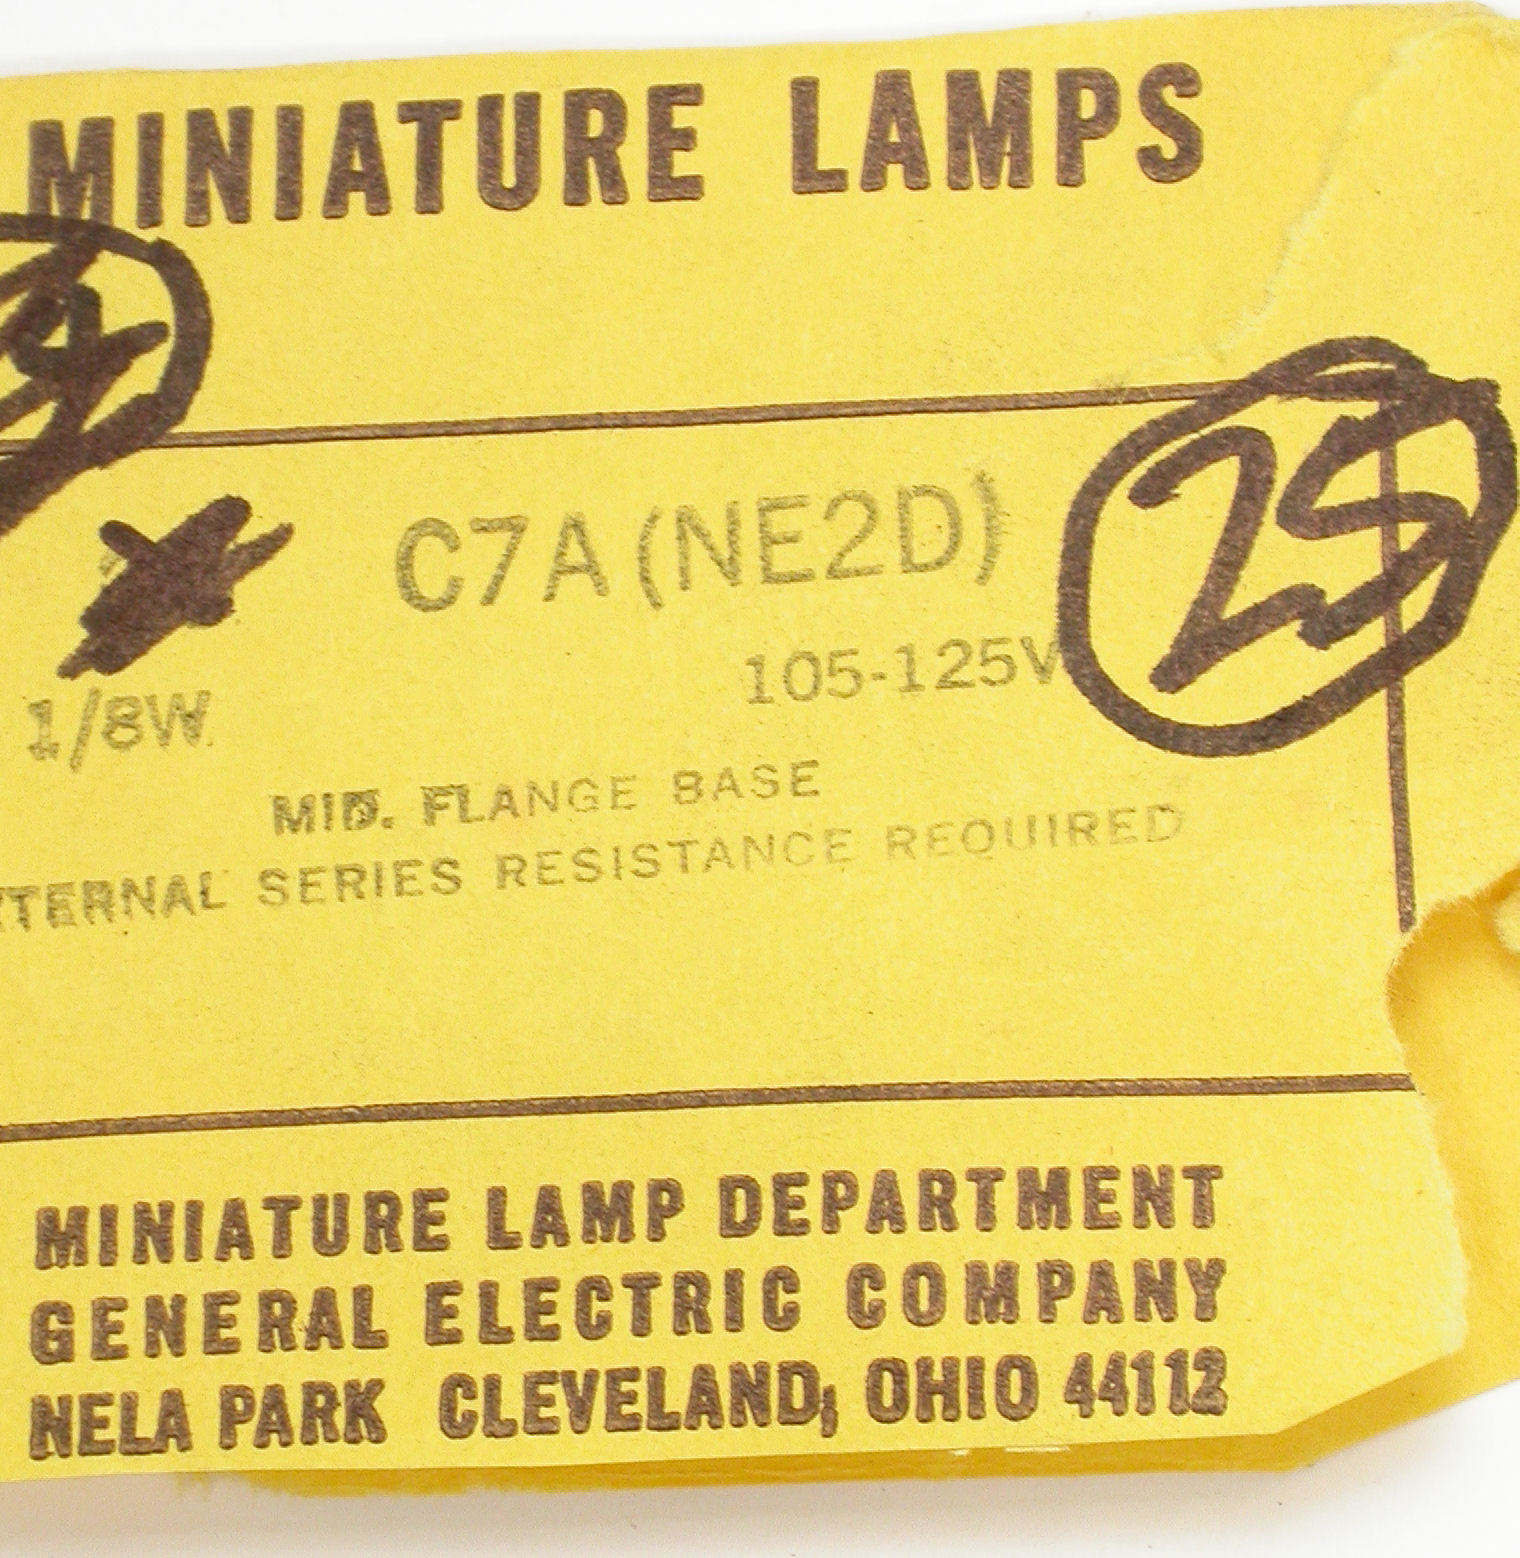 MINIATURE LAMPS
C7A (NE2D)
25
105-125V
1/8W.
MID. FLANGE BASE
XTERNAL SERIES RESISTANCE REQUIRED
MINIATURE LAMP DEPARTMENT
GENERAL ELECTRIC COMPANY
NELA PARK CLEVELAND, OHIO 44112